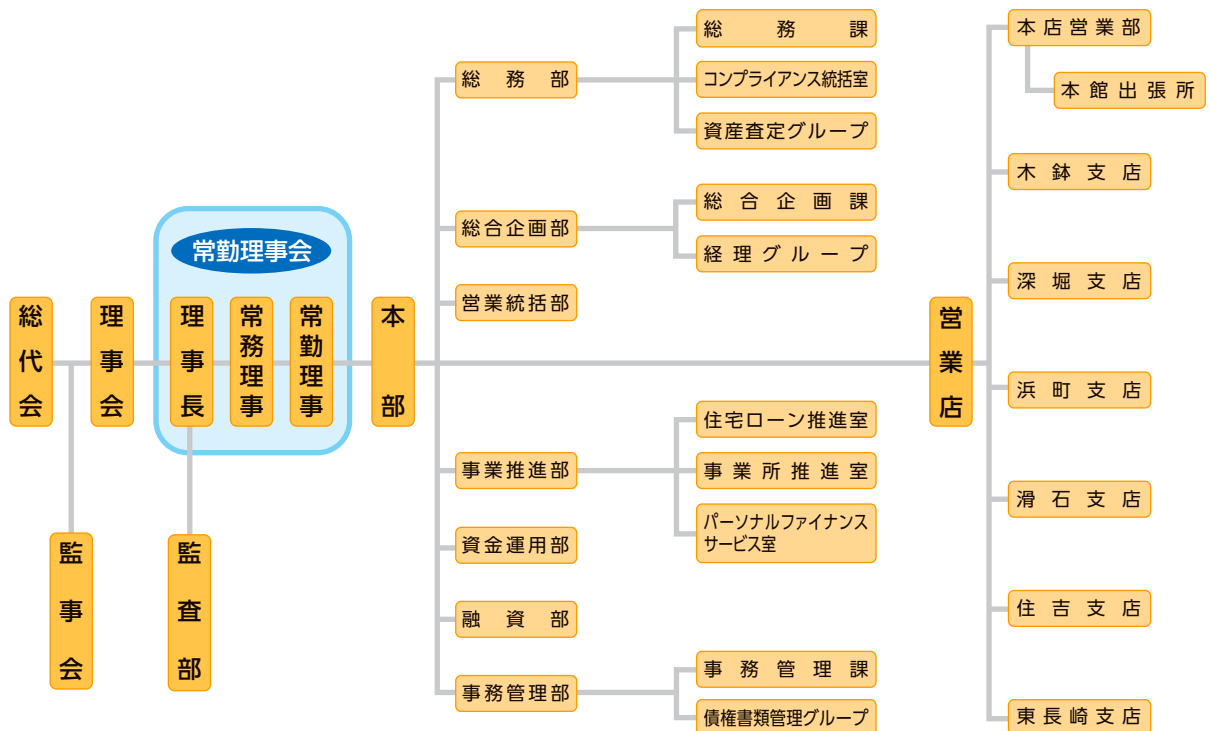 総代会
監事会
理事会
常勤理事会
理事長
常務理事
常勤理事
監査部
本部
総務部
総務課
コンプライアンス統括室
資産査定グループ
総合企画部
総合企画課
経理グループ
営業統括部
事業推進部
住宅ローン推進室
事業所推進室
パーソナルファイナンス
サービス室
資金運用部
融資部
事務管理部
事務管理課
債権書類管理グループ
営業店
本店営業部
本館出張所
木鉢支店
深堀支店
浜町支店
滑石支店
住吉支店
東長崎支店